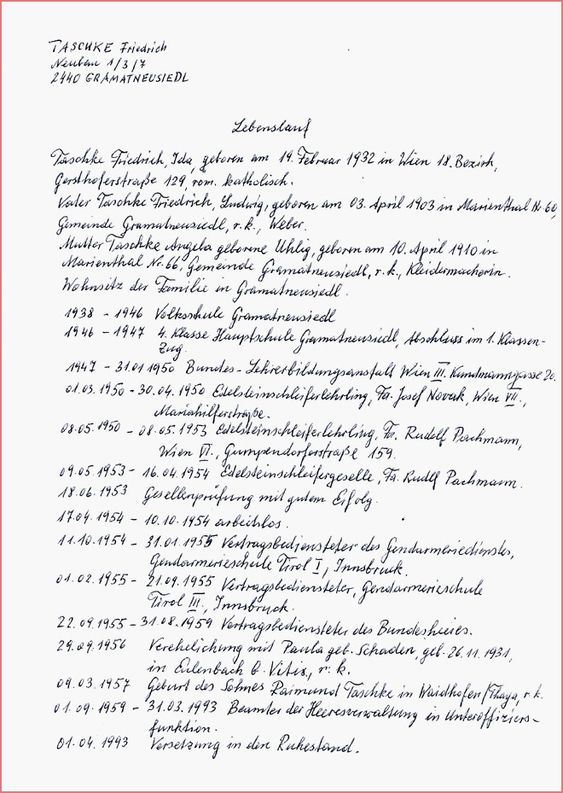 TASCHKE Friedrich
Neubau 1/3/7
2440 GRAMATNEUSIEDL
Lebenslauf
Taschke Friedrich, Ida, geboren am 14. Februar 1932 in Wien 18. Bezirk,
Gersthoferstraße 129, röm. katholisch.
Vater Taschke Friedrich, Ludwig, geboren am 03. April 1903 in Marienthal Nr. 60,
Gemeinde Gramatneusiedl, r. k., Weber.
Mutter Taschke Angela geborene Uhlig, geboren am 10. April 1910 in
Marienthal Nr. 66, Gemeinde Gramatneusiedl, r. k., Kleidermacherin.
Wohnsitz der Familie in Gramatneusiedl.
1938 - 1946 Volksschule Gramatneusiedl
1946 - 1947 4. Klasse Hauptschule Gramatneusiedl, Abschluss im 1. Klassen-
Zug.
1947 - 31.01.1950 Bundes-Lehrerbildungsanstalt Wien III. Kundmanngasse 20.
01.03.1950 - 30.04.1950 Edelsteinschleiferlehrling, Fa. Josef Novak, Wien VII.,
Mariahilferstraße.
08.05.1950 - 08.05.1953 Edelsteinschleiferlehrling, Fa. Rudolf Pachmann,
Wien VI., Gumpendorferstraße 159.
09.05.1953 - 16.04.1954 Edelsteinschleifergeselle, Fa. Rudlf Pachmann.
18.06.1953 Gesellenprüfung mit gutem Erfolg.
17.04.1954 - 10.10.1954 arbeitslos.
11.10.1954 - 31.01.1955 Vertragsbediensteter des Gendarmeriedienstes,
Gendarmerieschule Tirol I, Innsbruck.
01.02.1955 - 21.09.1955 Vertragsbediensteter, Gendarmerieschule
Tirol III., Innsbruck.
22.09.1955 - 31.08.1959 Vertragsbediensteter des Bundesheeres.
29.09.1956 Verehelichung mit Paula geb. Schaden, geb. 26.11.1931,
in Eulenbach b. Vitis, r. k.
09.03.1957 Geburt des Sohnes Raimund Taschke in Waidhofen/Thaya, r. k.
01.09.1959 - 31.03.1993 Beamter der Heeresverwaltung in Unteroffiziers-
funktion.
01.04.1993 Versetzung in den Ruhestand.